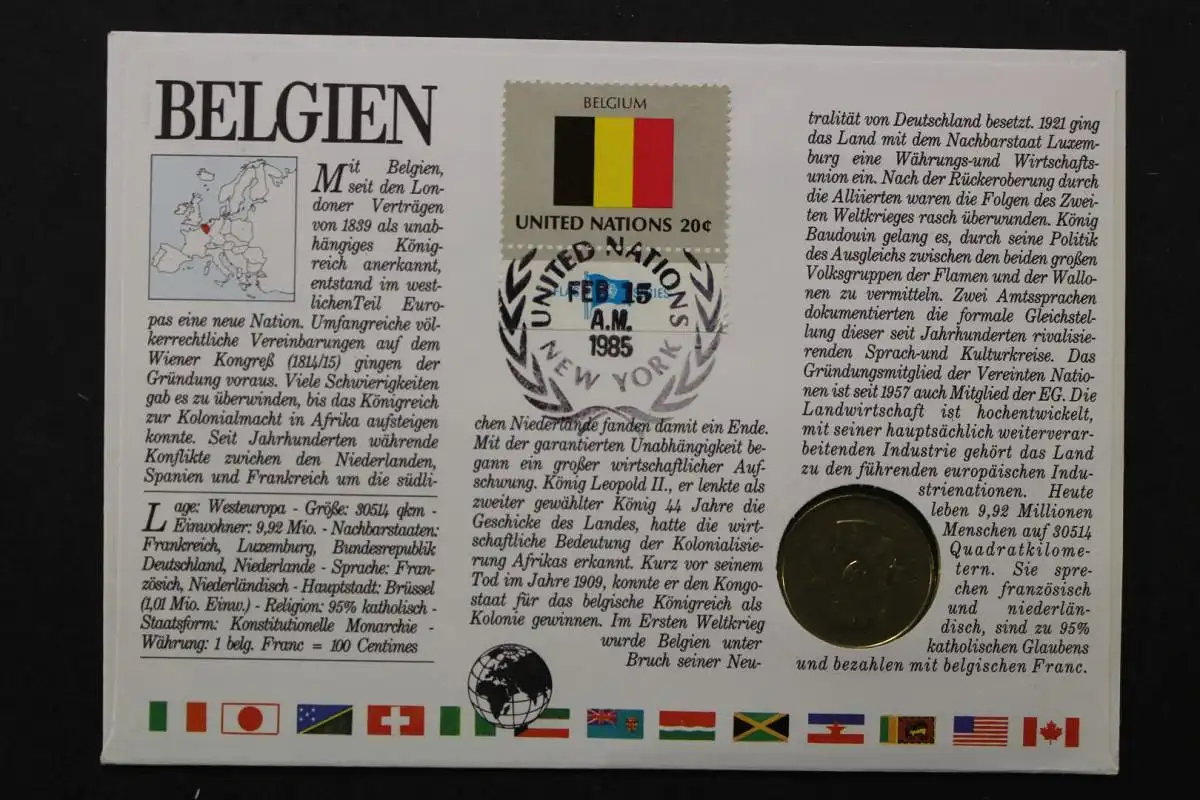 BELGIEN
Mit Belgien,
seit den Lon-
doner Verträgen
von 1839 als unab-
hängiges König-
reich anerkannt,
entstand im west-
lichenTeil Euro-
pas eine neue Nation. Umfangreiche völ-
kerrechtliche Vereinbarungen auf dem
Wiener Kongreß (1814/15) gingen der
Gründung voraus. Viele Schwierigkeiten
gab es zu überwinden, bis das Königreich
zur Kolonialmacht in Afrika aufsteigen
konnte. Seit Jahrhunderten währende
Konflikte zwichen den Niederlanden,
Spanien und Frankreich um die südli-
Lage: Westeuropa - Größe: 30514 qkm -
Einwohner: 9,92 Mio. - Nachbarstaaten:
Frankreich, Luxemburg, Bundesrepublik
Deutschland, Niederlande - Sprache: Fran-
zösich, Niederländisch - Hauptstadt: Brüssel
(1,01 Mio. Einw.) - Religion: 95% katholisch -
Staatsform: Konstitutionelle Monarchie -
Währung: 1 belg. Franc = 100 Centimes
BELGIUM
UNITED NATIONS 20¢
UNITED NATIONS
FEB 15
A.M.
1985
NEW YORK
chen Niederlande fanden damit ein Ende.
Mit der garantierten Unabhängigkeit be-
gann ein großer wirtschaftlicher Auf-
schwung. König Leopold II., er lenkte als
zweiter gewählter König 44 Jahre die
Geschicke des Landes, hatte die wirt-
schaftliche Bedeutung der Kolonialisie-
rung Afrikas erkannt. Kurz vor seinem
Tod im Jahre 1909, konnte er den Kongo-
staat für das belgische Königreich als
Kolonie gewinnen. Im Ersten Weltkrieg
wurde Belgien unter
Bruch seiner Neu-
tralität von Deutschland besetzt. 1921 ging
das Land mit dem Nachbarstaat Luxem-
burg eine Währungs-und Wirtschafts-
union ein. Nach der Rückeroberung durch
die Alliierten waren die Folgen des Zwei-
ten Weltkrieges rasch überwunden. König
Baudouin gelang es, durch seine Politik
des Ausgleichs zwischen den beiden großen
Volksgruppen der Flamen und der Wallo-
nen zu vermitteln. Zwei Amtssprachen
dokumentierten die formale Gleichstel-
lung dieser seit Jahrhunderten rivalisie-
renden Sprach-und Kulturkreise. Das
Gründungsmitglied der Vereinten Natio-
nen ist seit 1957 auch Mitglied der EG. Die
Landwirtschaft ist hochentwickelt,
mit seiner hauptsächlich weiterverar-
beitenden Industrie gehört das Land
zu den führenden europäischen Indu-
strienationen. Heute
leben 9,92 Millionen
Menschen auf 30514
Quadratkilome-
tern. Sie spre-
chen französisch
und niederlän-
disch, sind zu 95%
katholischen Glaubens
und bezahlen mit belgischen Franc.